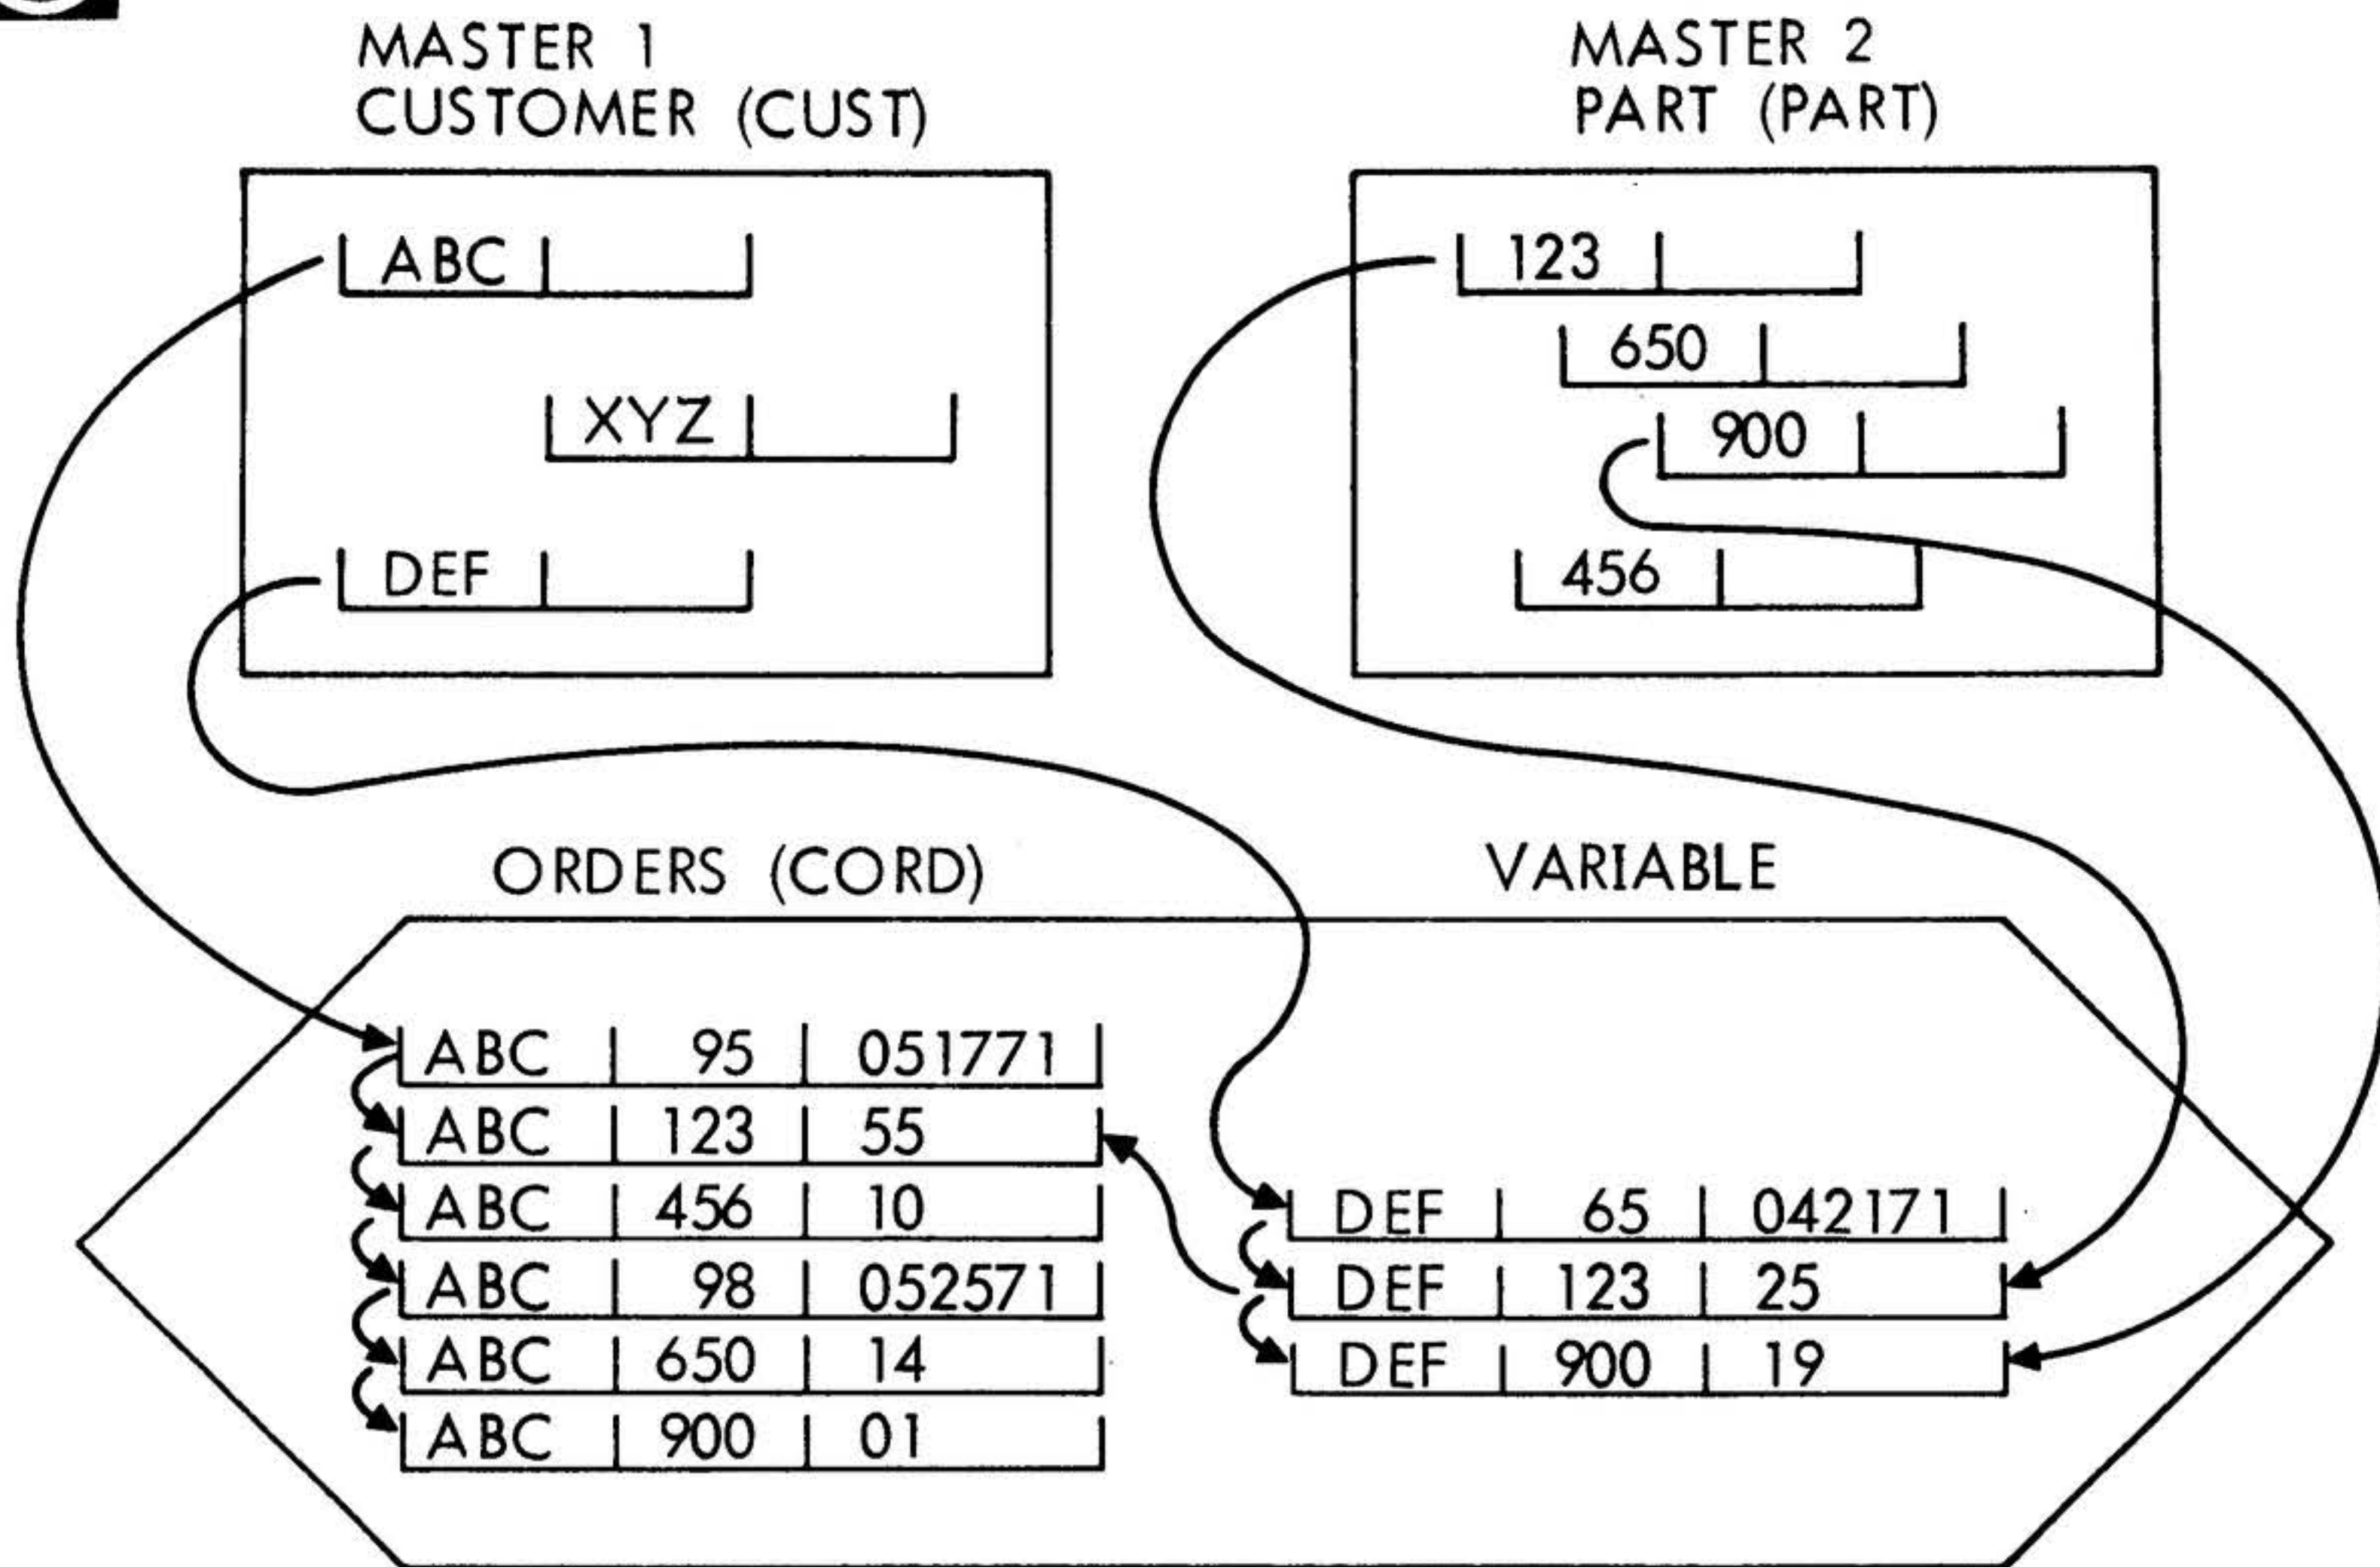 MASTER 1
CUSTOMER (CUST)
ABC
XYZ
DEF
MASTER 2
PART (PART)
123
650
900
456
ORDERS (CORD)
VARIABLE
ABC 95 051771
ABC 123 55
ABC 456 10
ABC 98 052571
ABC 650 14
ABC 900 01
DEF 65 042171
DEF 123 25
DEF 900 19